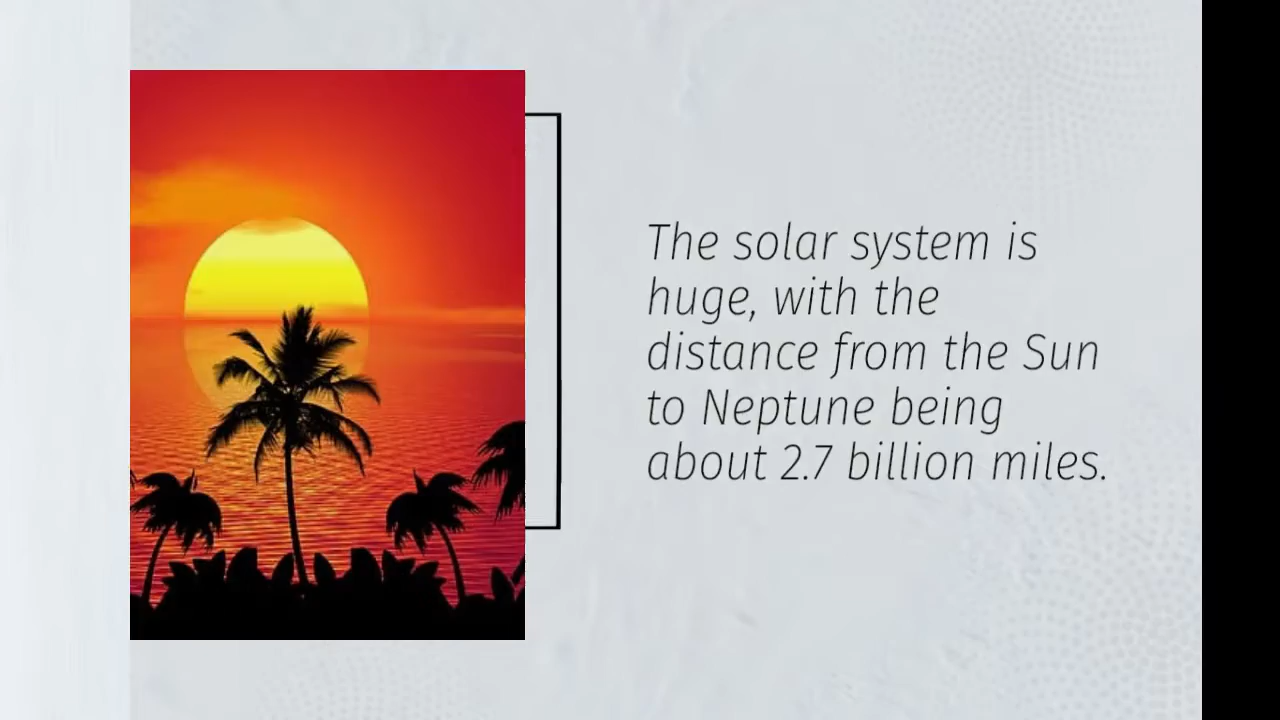 The solar system is
huge, with the
distance from the Sun
to Neptune being
about 2.7 billion miles.